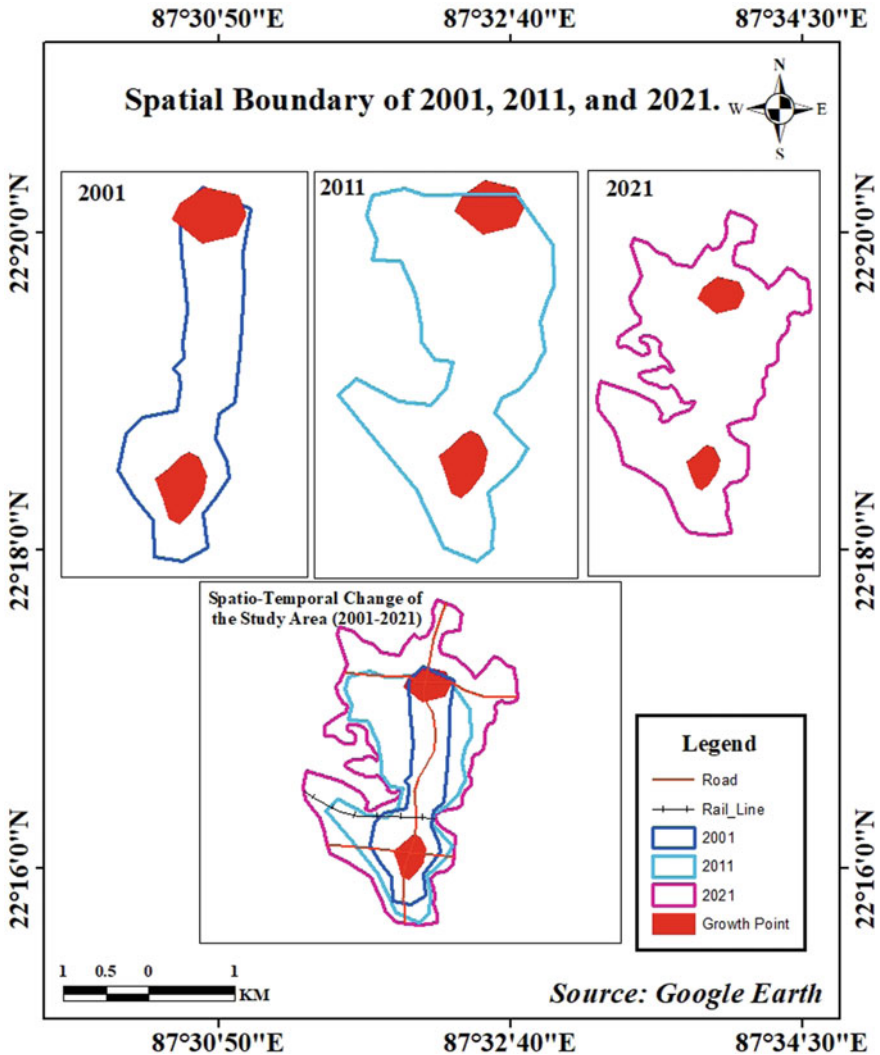 87°30'50"E 87°32'40"E 87°34'30"E
Spatial Boundary of 2001, 2011, and 2021.
N
W E
S
2001 2011 2021
22°20'0"N 22°20'0"N
22°18'0"N 22°18'0"N
Spatio-Temporal Change of
the Study Area (2001-2021)
Legend
Road
Rail_Line
2001
2011
2021
Growth Point
22°16'0"N 22°16'0"N
1 0.5 0 1
KM
Source: Google Earth
87°30'50"E 87°32'40"E 87°34'30"E